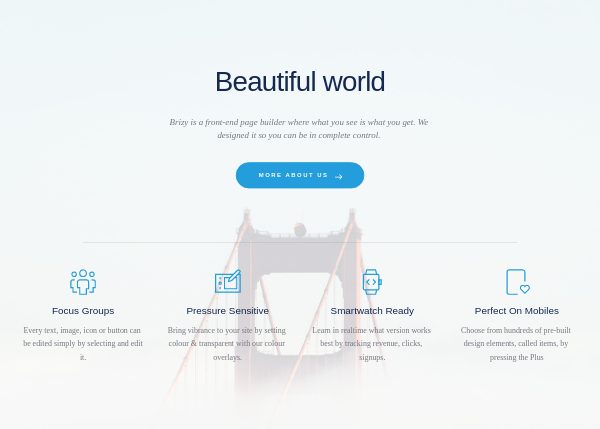 Beautiful world
Brizy is a front-end page builder where what you see is what you get. We
designed it so you can be in complete control.
MORE ABOUT US
Focus Groups
Every text, image, icon or button can
be edited simply by selecting and edit
it.
Pressure Sensitive
Bring vibrance to your site by setting
colour & transparent with our colour
overlays.
Smartwatch Ready
Learn in realtime what version works
best by tracking revenue, clicks,
signups.
Perfect On Mobiles
Choose from hundreds of pre-built
design elements, called items, by
pressing the Plus